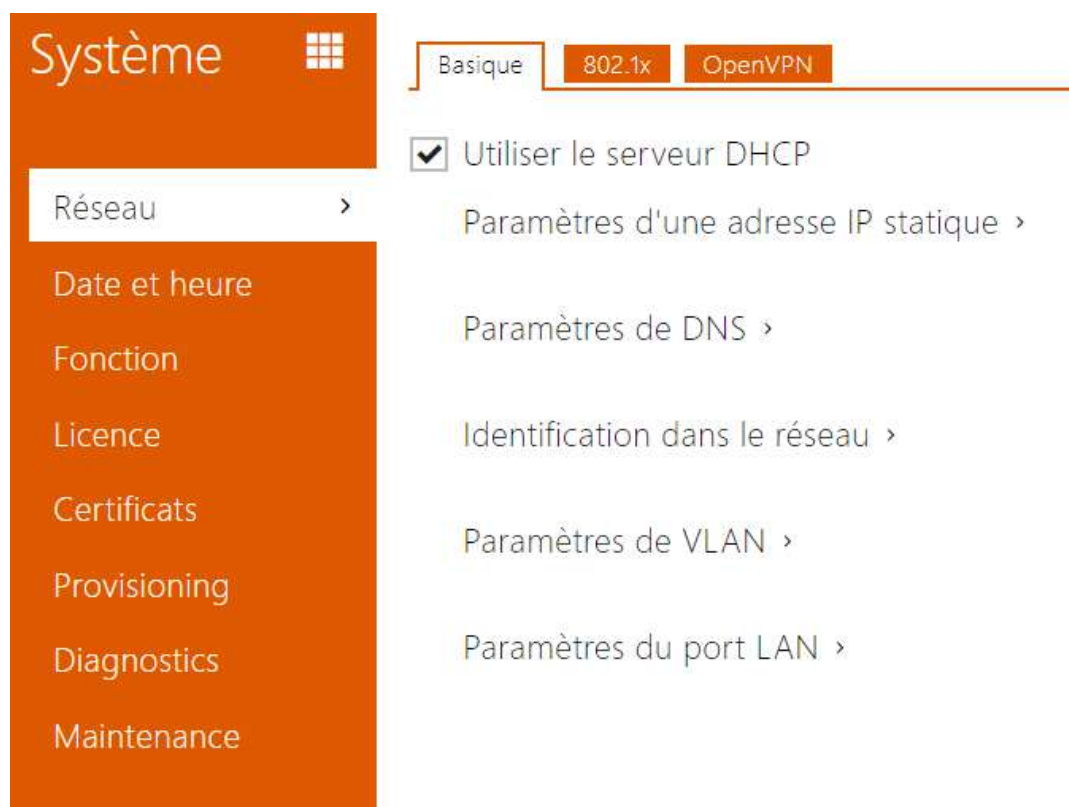 Système
Réseau
Date et heure
Fonction
Licence
Certificats
Provisioning
Diagnostics
Maintenance
Basique
802.1x
OpenVPN
Utiliser le serveur DHCP
Paramètres d'une adresse IP statique ›
Paramètres de DNS ›
Identification dans le réseau ›
Paramètres de VLAN ›
Paramètres du port LAN ›